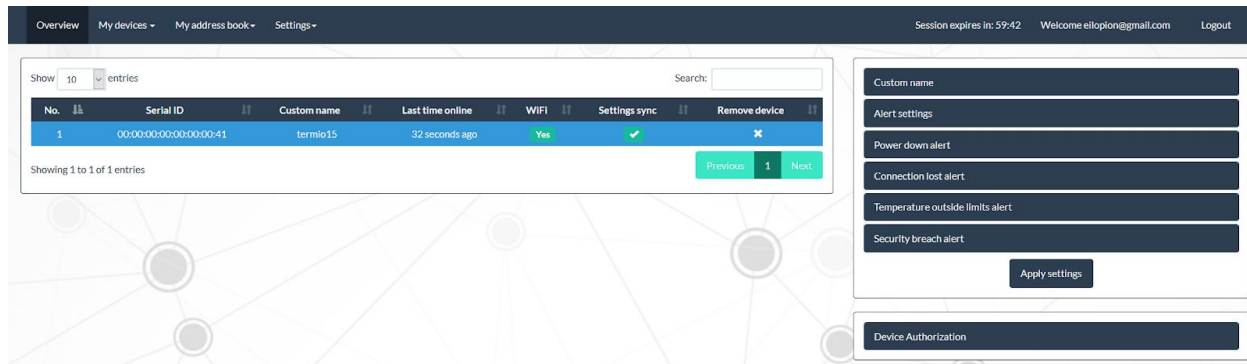 Overview My devices My address book Settings Session expires in: 59:42 Welcome eilopion@gmail.com Logout
Show 10 entries Search:
No. Serial ID Custom name Last time online WiFi Settings sync Remove device
1 00:00:00:00:00:00:00:41 termio15 32 seconds ago Yes
Showing 1 to 1 of 1 entries
Previous 1 Next
Custom name
Alert settings
Power down alert
Connection lost alert
Temperature outside limits alert
Security breach alert
Apply settings
Device Authorization